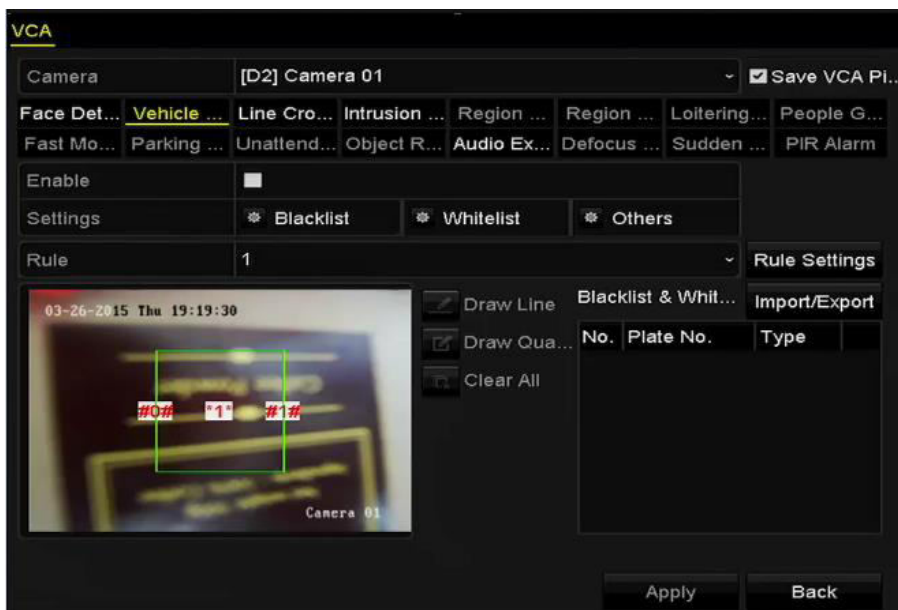 VCA
Camera [D2] Camera 01 Save VCA Pi..
Face Det... Vehicle ... Line Cro... Intrusion ... Region ... Region ... Loitering... People G...
Fast Mo... Parking ... Unattend... Object R... Audio Ex... Defocus ... Sudden ... PIR Alarm
Enable
Settings Blacklist Whitelist Others
Rule 1 Rule Settings
03-26-2015 Thu 19:19:30
Draw Line Blacklist & Whit... Import/Export
Draw Qua... No. Plate No. Type
Clear All
#0# *1* #1#
Camera 01
Apply Back